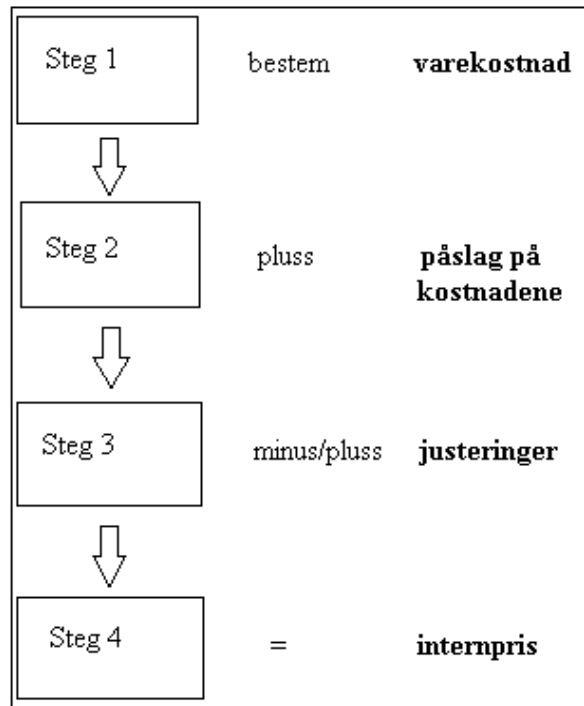 Steg 1 bestem varekostnad
Steg 2 pluss påslag på
kostnadene
Steg 3 minus/pluss justeringer
Steg 4 = internpris